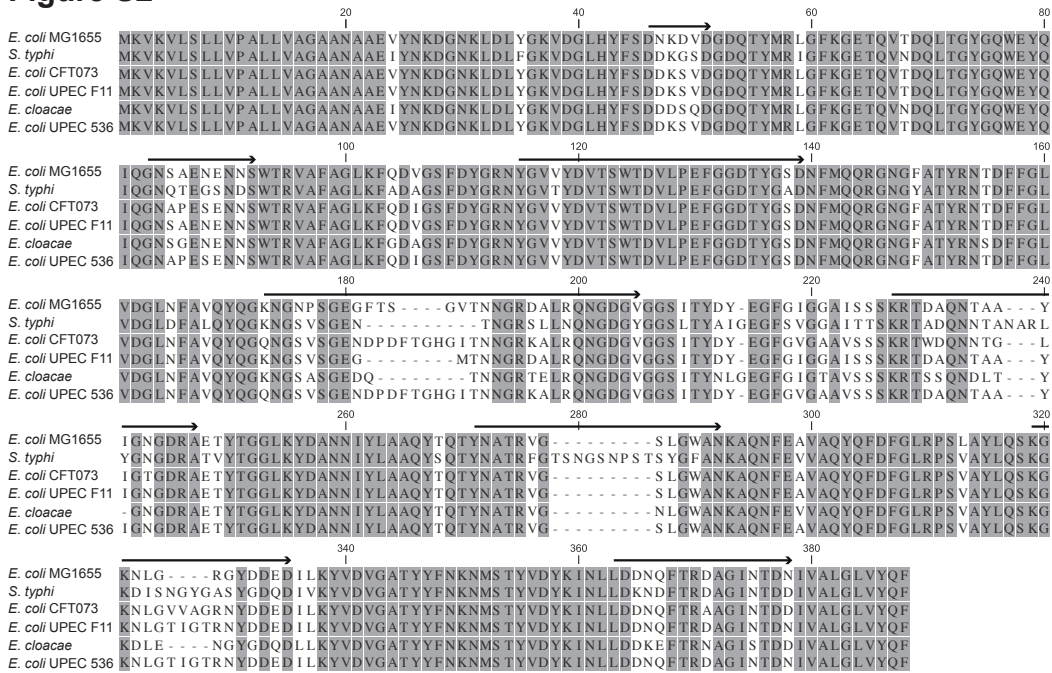 Figure S2
20 40 60 80
E. coli MG1655 MKVKVLSLLVPALLVAGAANAAEVYNKDGNKLDLYGKVDGLHYFSDNKDVDGDQTYMRLGFKGETQVTDQLTGYGQWEYQ
S. typhi MKVKVLSLLVPALLVAGAANAAEIYNKDGNKLDLFGKVDGLHYFSDDKGSDGDQTYMRIGFKGETQVNDQLTGYGQWEYQ
E. coli CFT073 MKVKVLSLLVPALLVAGAANAAEVYNKDGNKLDLYGKVDGLHYFSDDKSVDGDQTYMRLGFKGETQVTDQLTGYGQWEYQ
E. coli UPEC F11 MKVKVLSLLVPALLVAGAANAAEVYNKDGNKLDLYGKVDGLHYFSDDKSVDGDQTYMRLGFKGETQVTDQLTGYGQWEYQ
E. cloacae MKVKVLSLLVPALLVAGAANAAEIYNKDGNKLDLYGKVDGLHYFSDDDSQDGDQTYMRLGFKGETQVNDQLTGYGQWEYQ
E. coli UPEC 536 MKVKVLSLLVPALLVAGAANAAEVYNKDGNKLDLYGKVDGLHYFSDDKSVDGDQTYMRLGFKGETQVTDQLTGYGQWEYQ
100 120 140 160
E. coli MG1655 IQGNSAENENNSWTRVAFAGLKFQDVGSFDYGRNYGVVYDVTSWTDVLPEFGGDTYGSDNFMQQRGNGFATYRNTDFFGL
S. typhi IQGNQTEGSNDSWTRVAFAGLKFADAGSFDYGRNYGVTYDVTSWTDVLPEFGGDTYGADNFMQQRGNGYATYRNTDFFGL
E. coli CFT073 IQGNAPESENNSWTRVAFAGLKFQDIGSFDYGRNYGVVYDVTSWTDVLPEFGGDTYGSDNFMQQRGNGFATYRNTDFFGL
E. coli UPEC F11 IQGNSAENENNSWTRVAFAGLKFQDVGSFDYGRNYGVVYDVTSWTDVLPEFGGDTYGSDNFMQQRGNGFATYRNTDFFGL
E. cloacae IQGNSGENENNSWTRVAFAGLKFGDAGSFDYGRNYGVVYDVTSWTDVLPEFGGDTYGSDNFMQQRGNGFATYRNSDFFGL
E. coli UPEC 536 IQGNAPESENNSWTRVAFAGLKFQDIGSFDYGRNYGVVYDVTSWTDVLPEFGGDTYGSDNFMQQRGNGFATYRNTDFFGL
180 200 220 240
E. coli MG1655 VDGLNFAVQYQGKNGNPSGEGFTS----GVTNNGRDALRQNGDGVGGSITYDY-EGFGIGGAISSSKRTDAQNTAA---Y
S. typhi VDGLDFALQYQGKNGSVSGEN----------TNGRSLLNQNGDGYGGSLTYAIGEGFSVGGAITTSKRTADQNNTANARL
E. coli CFT073 VDGLNFAVQYQGQNGSVSGENDPDFTGHGITNNGRKALRQNGDGVGGSITYDY-EGFGVGAAVSSSKRTWDQNNTG---L
E. coli UPEC F11 VDGLNFAVQYQGKNGSVSGEG--------MTNNGRDALRQNGDGVGGSITYDY-EGFGIGGAISSSKRTDAQNTAA---Y
E. cloacae VDGLNFAVQYQGKNGSASGEDQ---------TNNGRTELRQNGDGVGGSITYNLGEGFGIGTAVSSSKRTSSQNDLT---Y
E. coli UPEC 536 VDGLNFAVQYQGQNGSVSGENDPDFTGHGITNNGRKALRQNGDGVGGSITYDY-EGFGVGAAVSSSKRTDAQNTAA---Y
260 280 300 320
E. coli MG1655 IGNGDRAETYTGGLKYDANNIYLAAQYTQTYNATRVG---------SLGWANKAQNFEAVAQYQFDFGLRPSLAYLQSKG
S. typhi YGNGDRATVYTGGLKYDANNIYLAAQYSQTYNATRFGTSNGSNPSTSYGFANKAQNFEVVAQYQFDFGLRPSVAYLQSKG
E. coli CFT073 IGTGDRAETYTGGLKYDANNIYLAAQYTQTYNATRVG---------SLGWANKAQNFEAVAQYQFDFGLRPSVAYLQSKG
E. coli UPEC F11 IGNGDRAETYTGGLKYDANNIYLAAQYTQTYNATRVG---------SLGWANKAQNFEAVAQYQFDFGLRPSVAYLQSKG
E. cloacae -GNGDRAETYTGGLKYDANNIYLAAQYTQTYNATRVG---------NLGWANKAQNFEVVAQYQFDFGLRPSVAYLQSKG
E. coli UPEC 536 IGNGDRAETYTGGLKYDANNIYLAAQYTQTYNATRVG---------SLGWANKAQNFEAVAQYQFDFGLRPSVAYLQSKG
340 360 380
E. coli MG1655 KNLG----RGYDDEDILKYVDVGATYYFNKNMSTYVDYKINLLDDNQFTRDAGINTDNIVALGLVYQF
S. typhi KDISNGYGASYGDQDIVKYVDVGATYYFNKNMSTYVDYKINLLDKNDFTRDAGINTDDIVALGLVYQF
E. coli CFT073 KNLGVVAGRNYDDEDILKYVDVGATYYFNKNMSTYVDYKINLLDDNQFTRAAGINTDDIVALGLVYQF
E. coli UPEC F11 KNLGTIGTRNYDDEDILKYVDVGATYYFNKNMSTYVDYKINLLDDNQFTRDAGINTDNIVALGLVYQF
E. cloacae KDLE----NGYGDQDLLKYVDVGATYYFNKNMSTYVDYKINLLDDKEFTRNAGISTDDIVALGLVYQF
E. coli UPEC 536 KNLGTIGTRNYDDEDILKYVDVGATYYFNKNMSTYVDYKINLLDDNQFTRDAGINTDNIVALGLVYQF